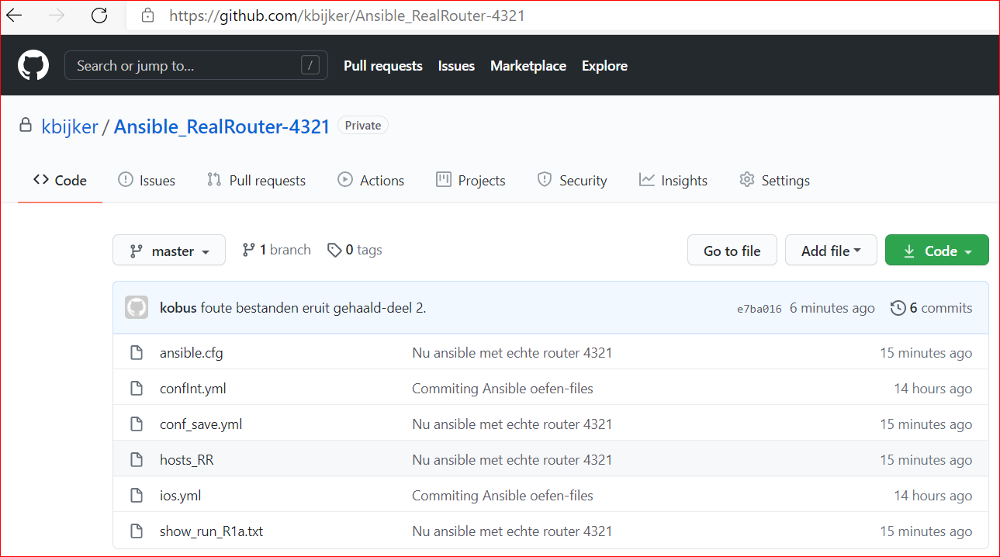 https://github.com/kbijker/Ansible_RealRouter-4321
Search or jump to... / Pull requests Issues Marketplace Explore
kbijker / Ansible_RealRouter-4321 Private
Code Issues Pull requests Actions Projects Security Insights Settings
master 1 branch 0 tags Go to file Add file Code
kobus foute bestanden eruit gehaald-deel 2. e7ba016 6 minutes ago 6 commits
ansible.cfg Nu ansible met echte router 4321 15 minutes ago
confInt.yml Commiting Ansible oefen-files 14 hours ago
conf_save.yml Nu ansible met echte router 4321 15 minutes ago
hosts_RR Nu ansible met echte router 4321 15 minutes ago
ios.yml Commiting Ansible oefen-files 14 hours ago
show_run_R1a.txt Nu ansible met echte router 4321 15 minutes ago